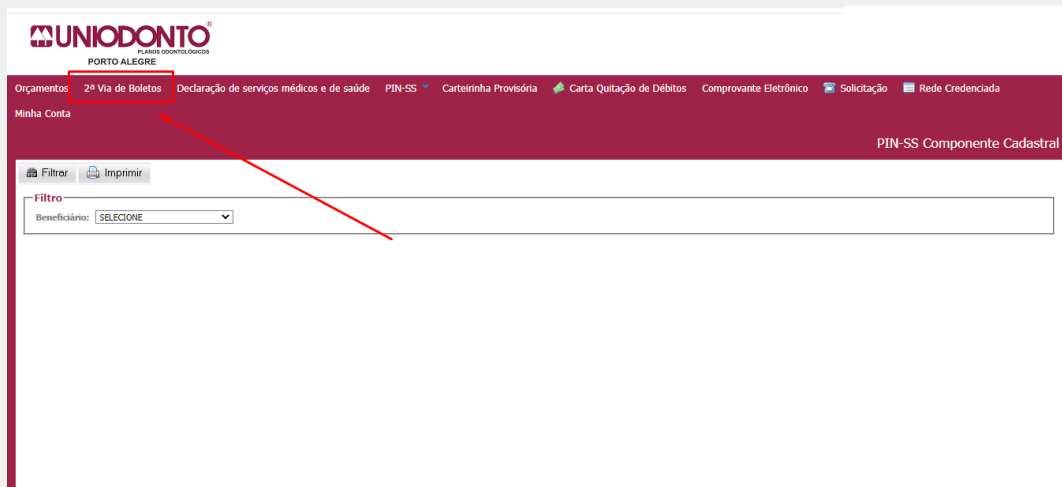 UNIODONTO®
PLANOS ODONTOLÓGICOS
PORTO ALEGRE
Orçamentos 2ª Via de Boletos Declaração de serviços médicos e de saúde PIN-SS Carteirinha Provisória Carta Quitação de Débitos Comprovante Eletrônico Solicitação Rede Credenciada
Minha Conta
PIN-SS Componente Cadastral
Filtrar Imprimir
Filtro
Beneficiário: SELECIONE